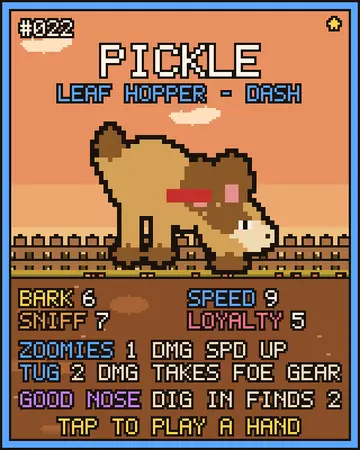 #022
PICKLE
LEAF HOPPER - DASH
BARK 6 SPEED 9
SNIFF 7 LOYALTY 5
ZOOMIES 1 DMG SPD UP
TUG 2 DMG TAKES FOE GEAR
GOOD NOSE DIG IN FINDS 2
TAP TO PLAY A HAND